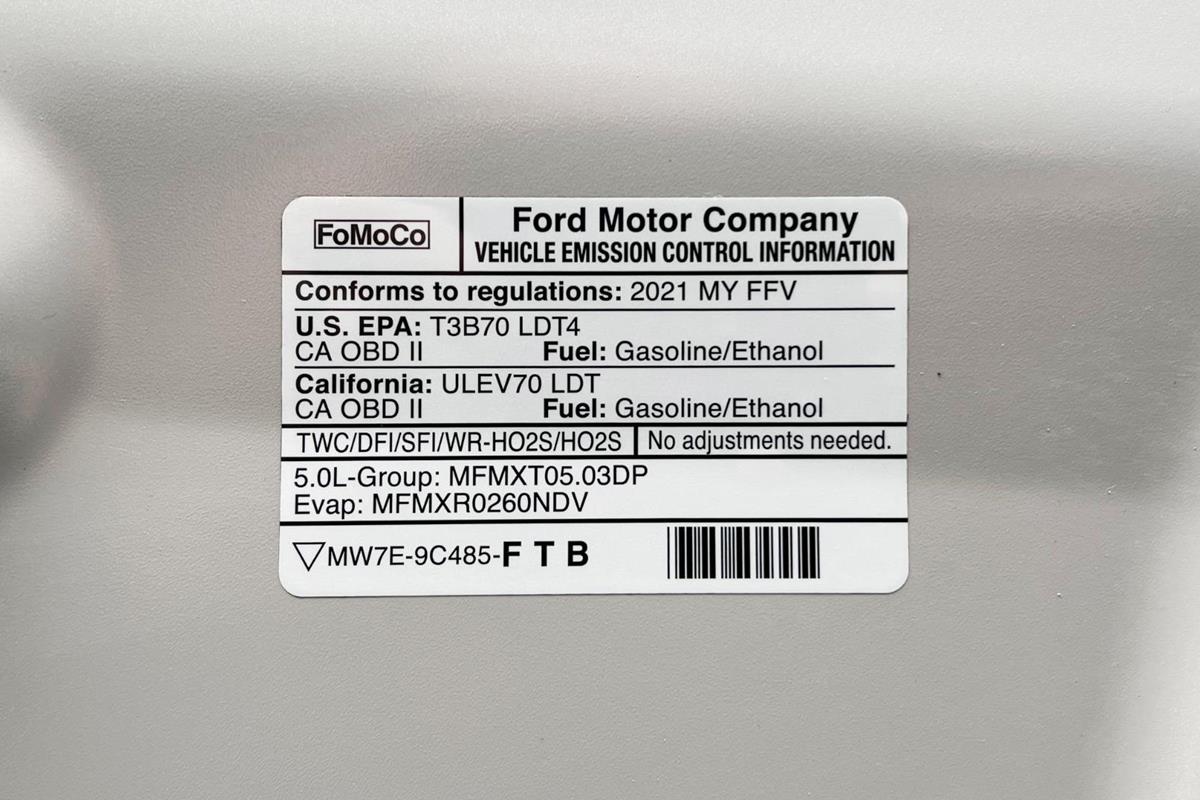 FoMoCo
Ford Motor Company
VEHICLE EMISSION CONTROL INFORMATION
Conforms to regulations: 2021 MY FFV
U.S. EPA: T3B70 LDT4
CA OBD II Fuel: Gasoline/Ethanol
California: ULEV70 LDT
CA OBD II Fuel: Gasoline/Ethanol
TWC/DFI/SFI/WR-HO2S/HO2S No adjustments needed.
5.0L-Group: MFMXT05.03DP
Evap: MFMXR0260NDV
MW7E-9C485-F T B